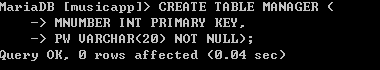 MariaDB [musicapp]> CREATE TABLE MANAGER (
    -> MNUMBER INT PRIMARY KEY,
    -> PW VARCHAR(20) NOT NULL);
Query OK, 0 rows affected (0.04 sec)